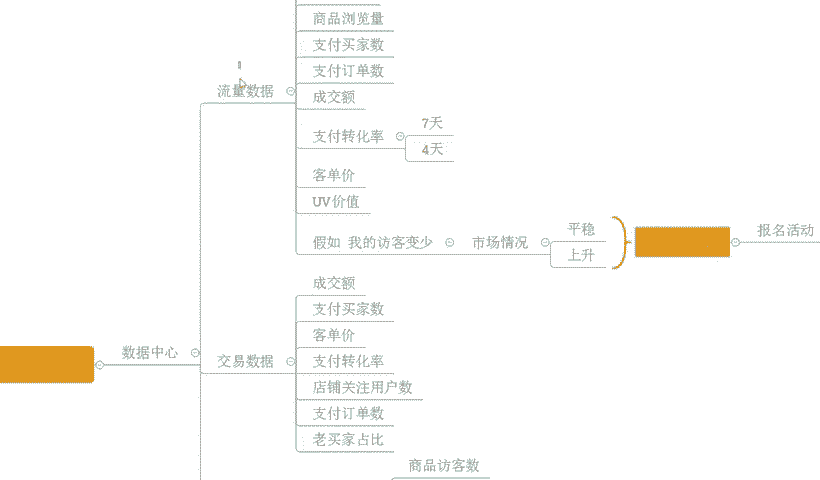 商品浏览量
支付买家数
支付订单数
流量数据
成交额
支付转化率
7天
4天
客单价
UV价值
假如 我的访客变少
市场情况
平稳
上升
报名活动
数据中心
交易数据
成交额
支付买家数
客单价
支付转化率
店铺关注用户数
支付订单数
老买家占比
商品访客数